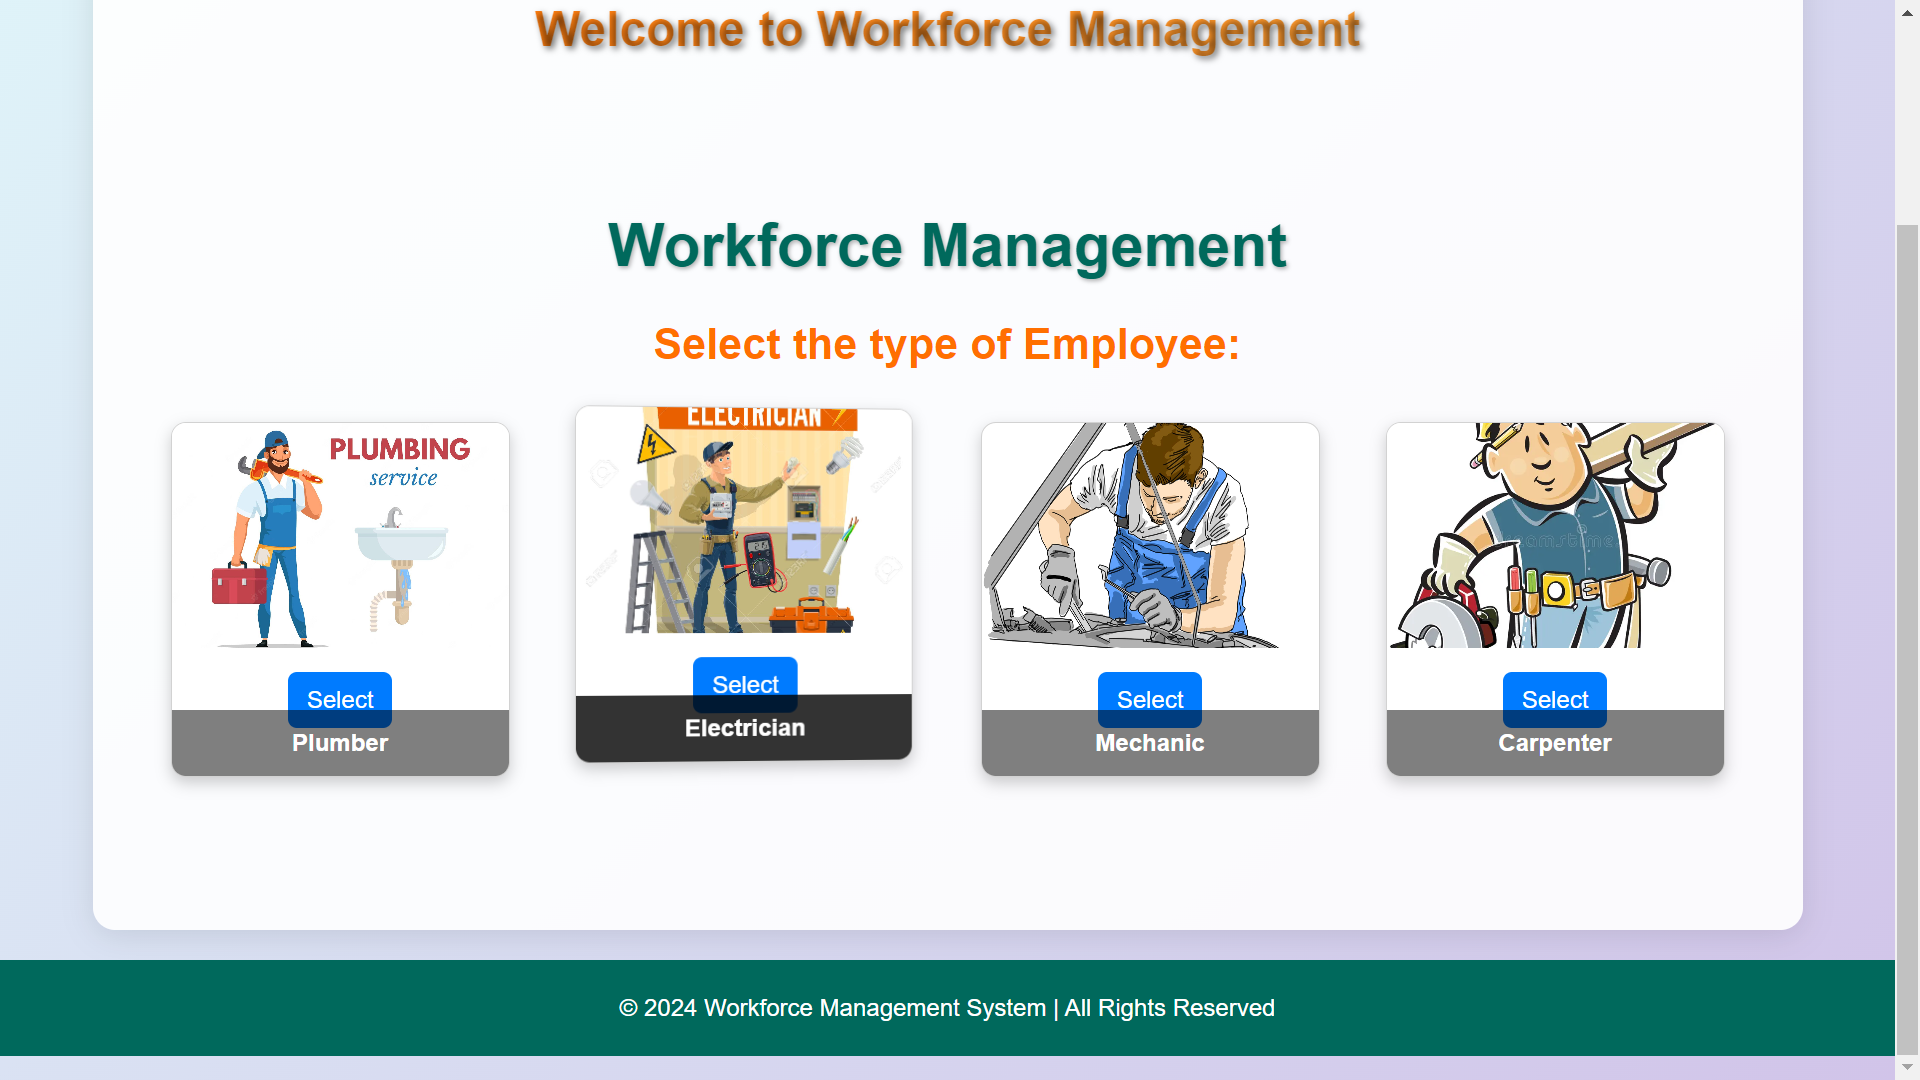 Welcome to Workforce Management
Workforce Management
Select the type of Employee:
PLUMBING
service
Select
Plumber
ELECTRICIAN
Select
Electrician
Select
Mechanic
Select
Carpenter
© 2024 Workforce Management System | All Rights Reserved